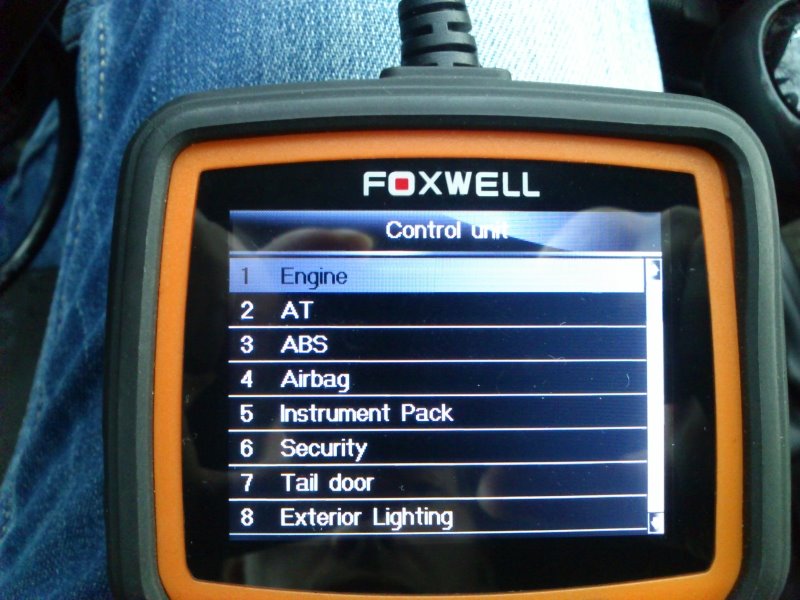 FOXWELL
Control unit
1 Engine
2 AT
3 ABS
4 Airbag
5 Instrument Pack
6 Security
7 Tail door
8 Exterior Lighting